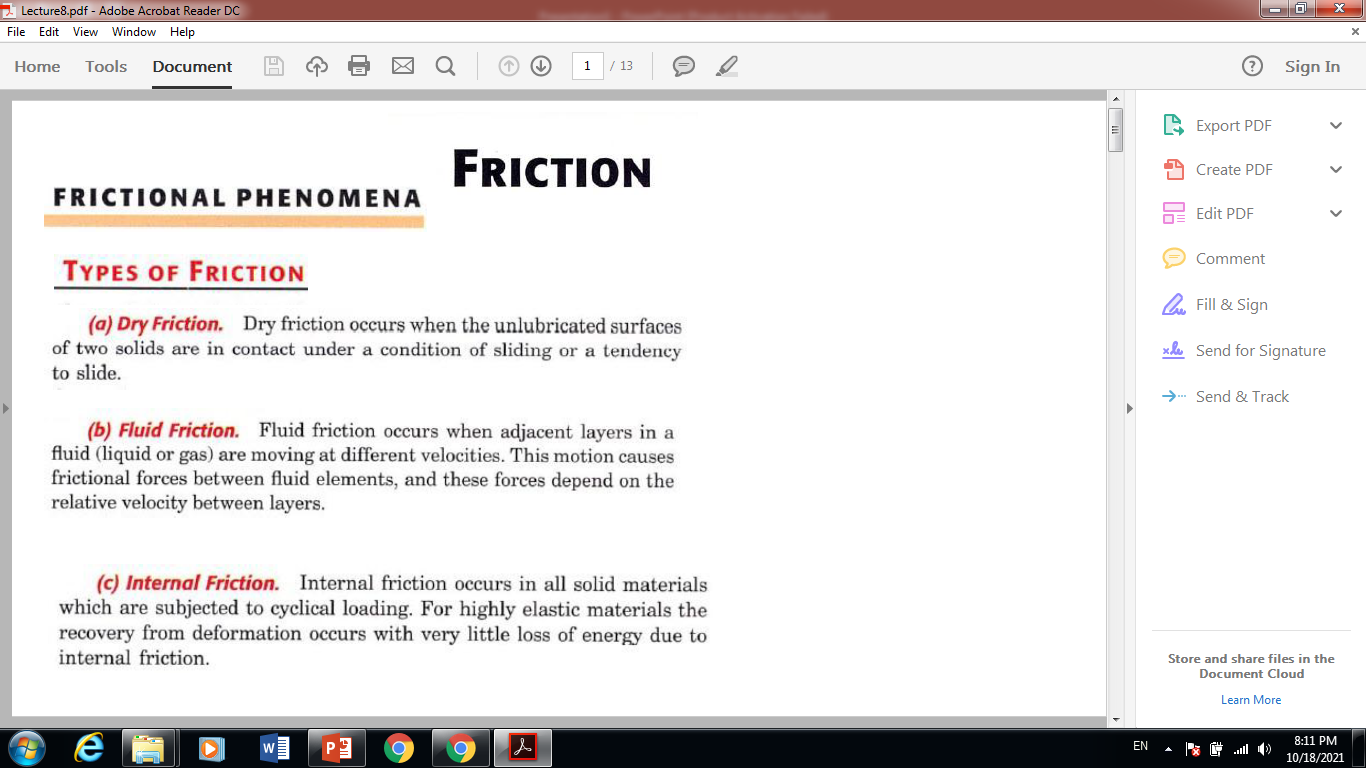 Lecture8.pdf - Adobe Acrobat Reader DC
File Edit View Window Help
Home Tools Document 1 / 13 Sign In
FRICTION
FRICTIONAL PHENOMENA
TYPES OF FRICTION
(a) Dry Friction. Dry friction occurs when the unlubricated surfaces
of two solids are in contact under a condition of sliding or a tendency
to slide.
(b) Fluid Friction. Fluid friction occurs when adjacent layers in a
fluid (liquid or gas) are moving at different velocities. This motion causes
frictional forces between fluid elements, and these forces depend on the
relative velocity between layers.
(c) Internal Friction. Internal friction occurs in all solid materials
which are subjected to cyclical loading. For highly elastic materials the
recovery from deformation occurs with very little loss of energy due to
internal friction.
Export PDF
Create PDF
Edit PDF
Comment
Fill & Sign
Send for Signature
Send & Track
Store and share files in the
Document Cloud
Learn More
EN
8:11 PM
10/18/2021